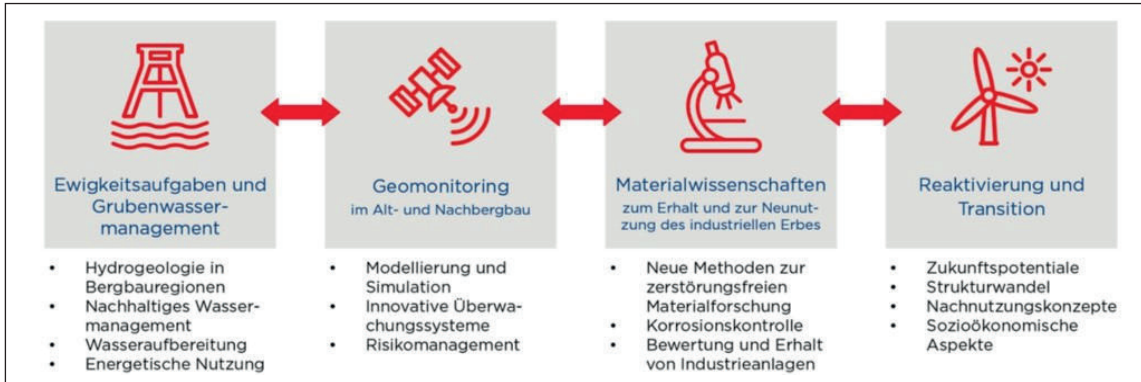 Ewigkeitsaufgaben und
Grubenwasser-
management
Hydrogeologie in
Bergbauregionen
Nachhaltiges Wasser-
management
Wasseraufbereitung
Energetische Nutzung
Geomonitoring
im Alt- und Nachbergbau
Modellierung und
Simulation
Innovative Überwa-
chungssysteme
Risikomanagement
Materialwissenschaften
zum Erhalt und zur Neunut-
zung des industriellen Erbes
Neue Methoden zur
zerstörungsfreien
Materialforschung
Korrosionskontrolle
Bewertung und Erhalt
von Industrieanlagen
Reaktivierung und
Transition
Zukunftspotentiale
Strukturwandel
Nachnutzungskonzepte
Sozioökonomische
Aspekte